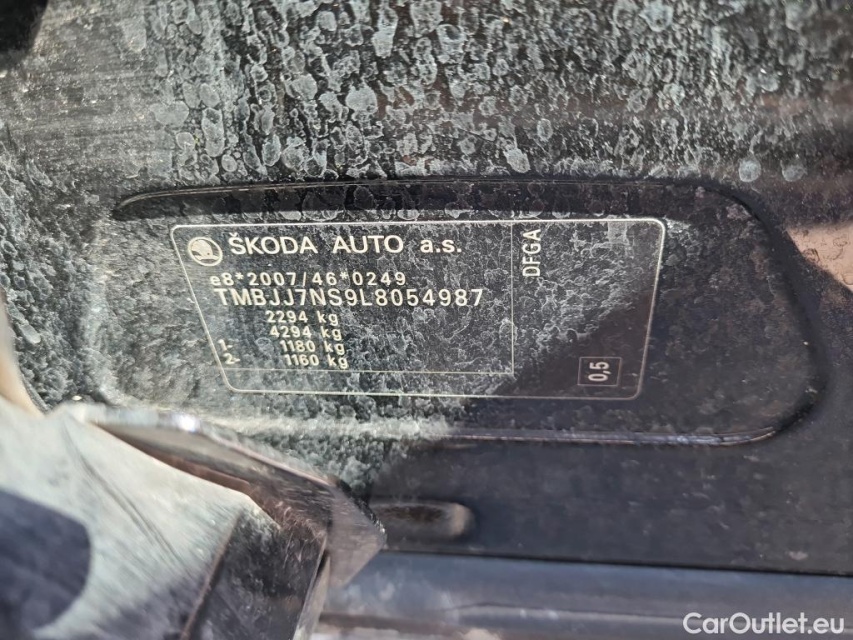 ŠKODA AUTO a.s.
e8*2007/46*0249
TMBJJ7NS9L8054987
2294 kg
4294 kg
1- 1180 kg
2- 1160 kg
DFGA
0,5
CarOutlet.eu